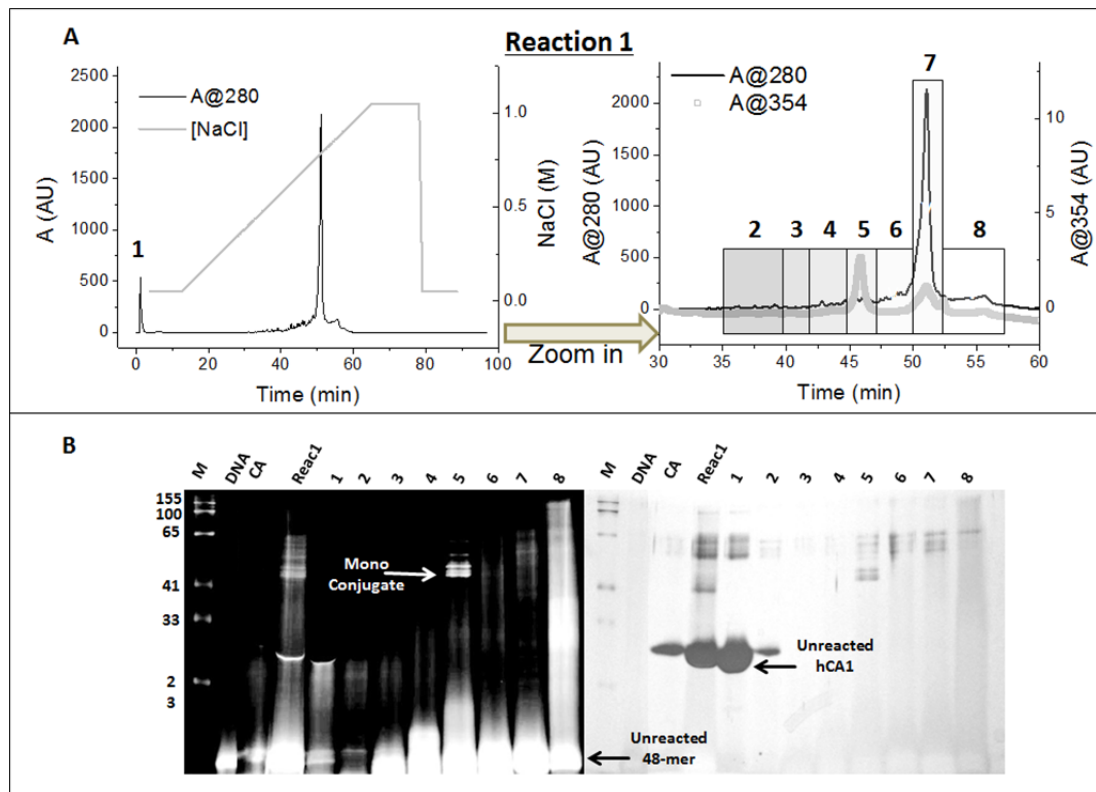 A
Reaction 1
2500
2000
1500
1000
500
0
A (AU)
A@280
[NaCl]
1
1.0
0.5
0.0
NaCl (M)
0 20 40 60 80 100
Time (min)
Zoom in
A@280
A@354
2000
1500
1000
500
0
A@280 (AU)
2 3 4 5 6 7 8
10
5
0
A@354 (AU)
30 35 40 45 50 55 60
Time (min)
B
M DNA CA Reac1 1 2 3 4 5 6 7 8
155
100
65
41
33
2
3
Mono
Conjugate
Unreacted
48-mer
M DNA CA Reac1 1 2 3 4 5 6 7 8
Unreacted
hCA1